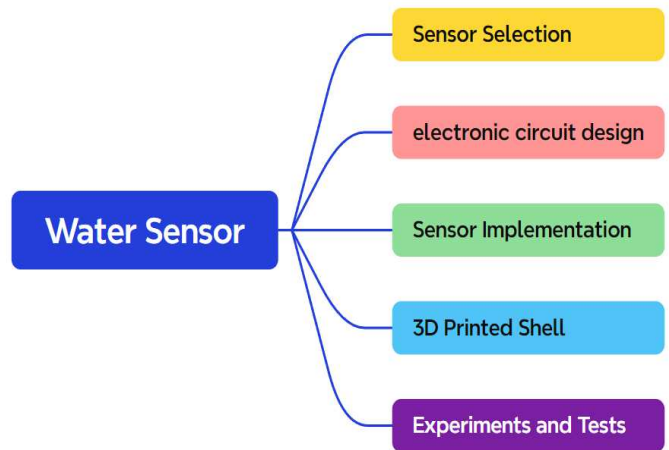 Sensor Selection
electronic circuit design
Water Sensor
Sensor Implementation
3D Printed Shell
Experiments and Tests